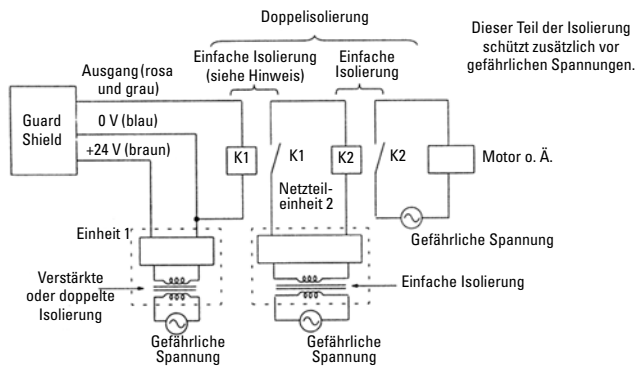 Doppelisolierung
Dieser Teil der Isolierung
schützt zusätzlich vor
gefährlichen Spannungen.
Einfache Isolierung
(siehe Hinweis)
Einfache
Isolierung
Ausgang (rosa
und grau)
0 V (blau)
+24 V (braun)
Guard
Shield
K1
K1
K2
K2
Motor o. Ä.
Netzteil-
einheit 2
Gefährliche Spannung
Einheit 1
Verstärkte
oder doppelte
Isolierung
Einfache Isolierung
Gefährliche
Spannung
Gefährliche
Spannung